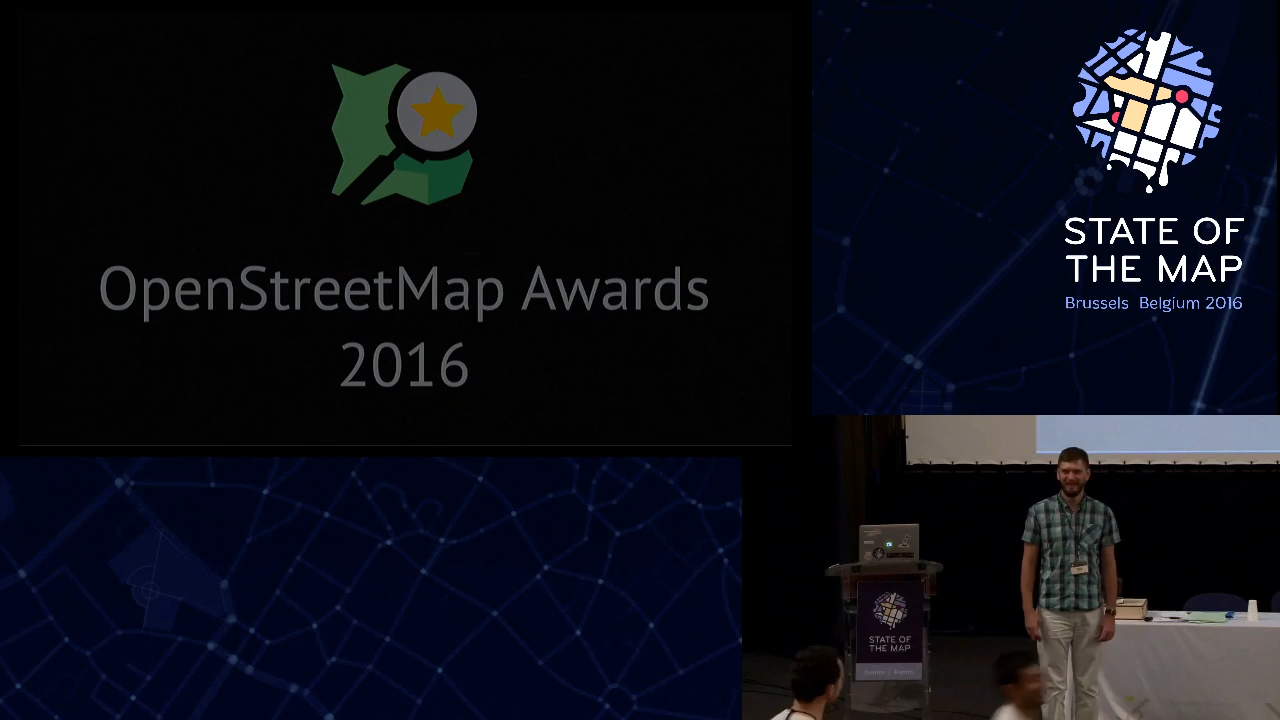 OpenStreetMap Awards
2016
STATE OF
THE MAP
Brussels Belgium 2016
STATE OF
THE MAP